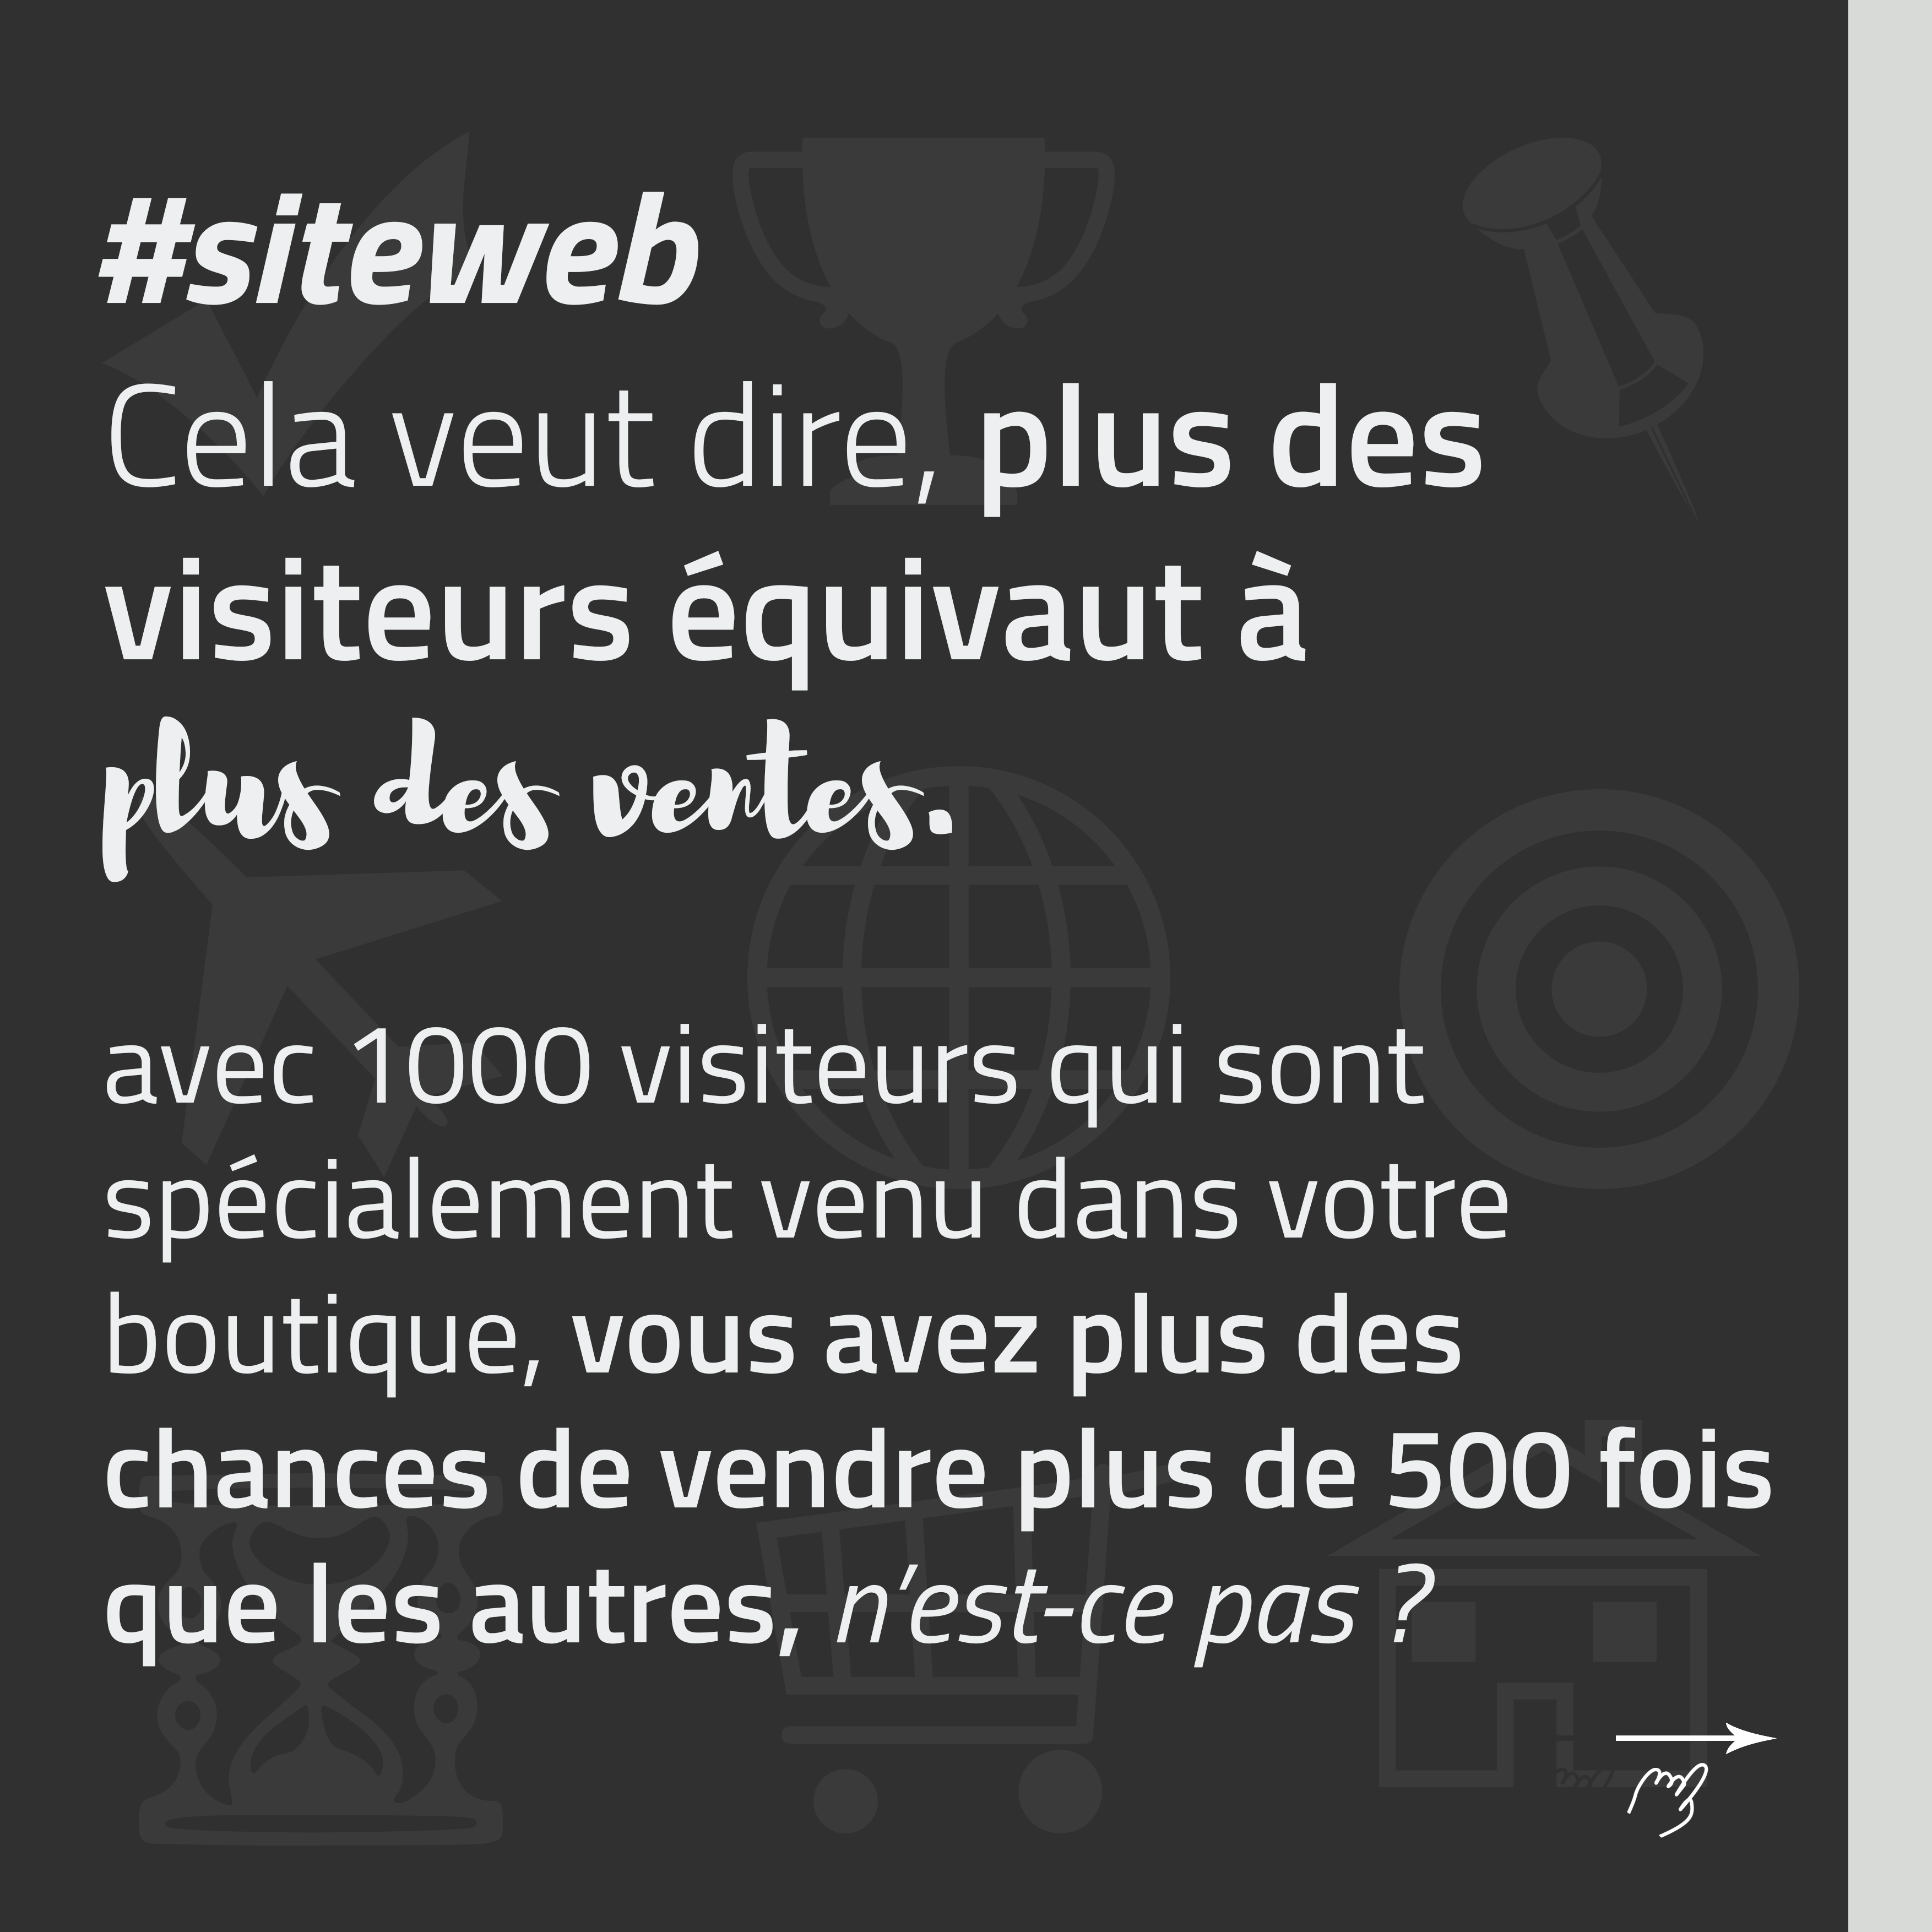 #siteweb
Cela veut dire, plus des
visiteurs équivaut à
plus des ventes.
avec 1000 visiteurs qui sont
spécialement venu dans votre
boutique, vous avez plus des
chances de vendre plus de 500 fois
que les autres, n'est-ce pas ?